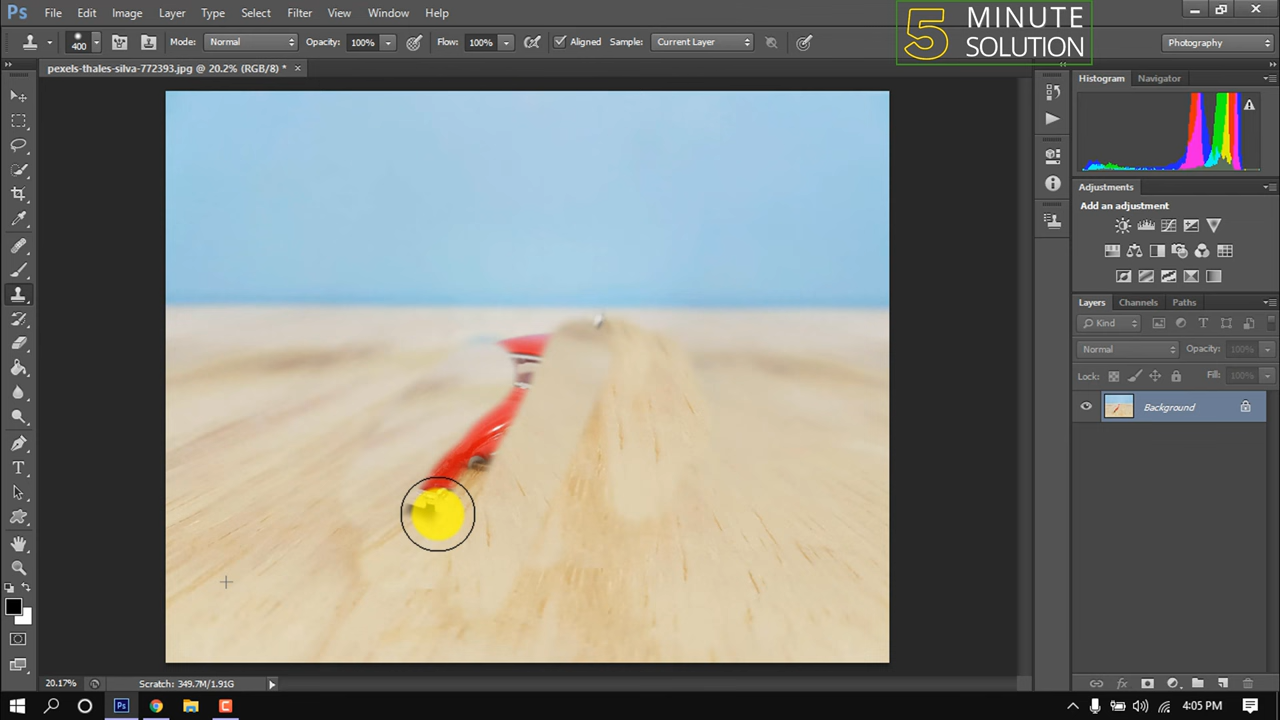 Ps File Edit Image Layer Type Select Filter View Window Help
5 MINUTE SOLUTION
400 Mode: Normal Opacity: 100% Flow: 100% Aligned Sample: Current Layer Photography
pexels-thales-silva-772393.jpg @ 20.2% (RGB/8) * ×
Histogram Navigator
Adjustments
Add an adjustment
Layers Channels Paths
Kind
Normal Opacity: 100%
Lock: Fill: 100%
Background
T
20.17% Scratch: 349.7M/1.91G
Ps C 4:05 PM